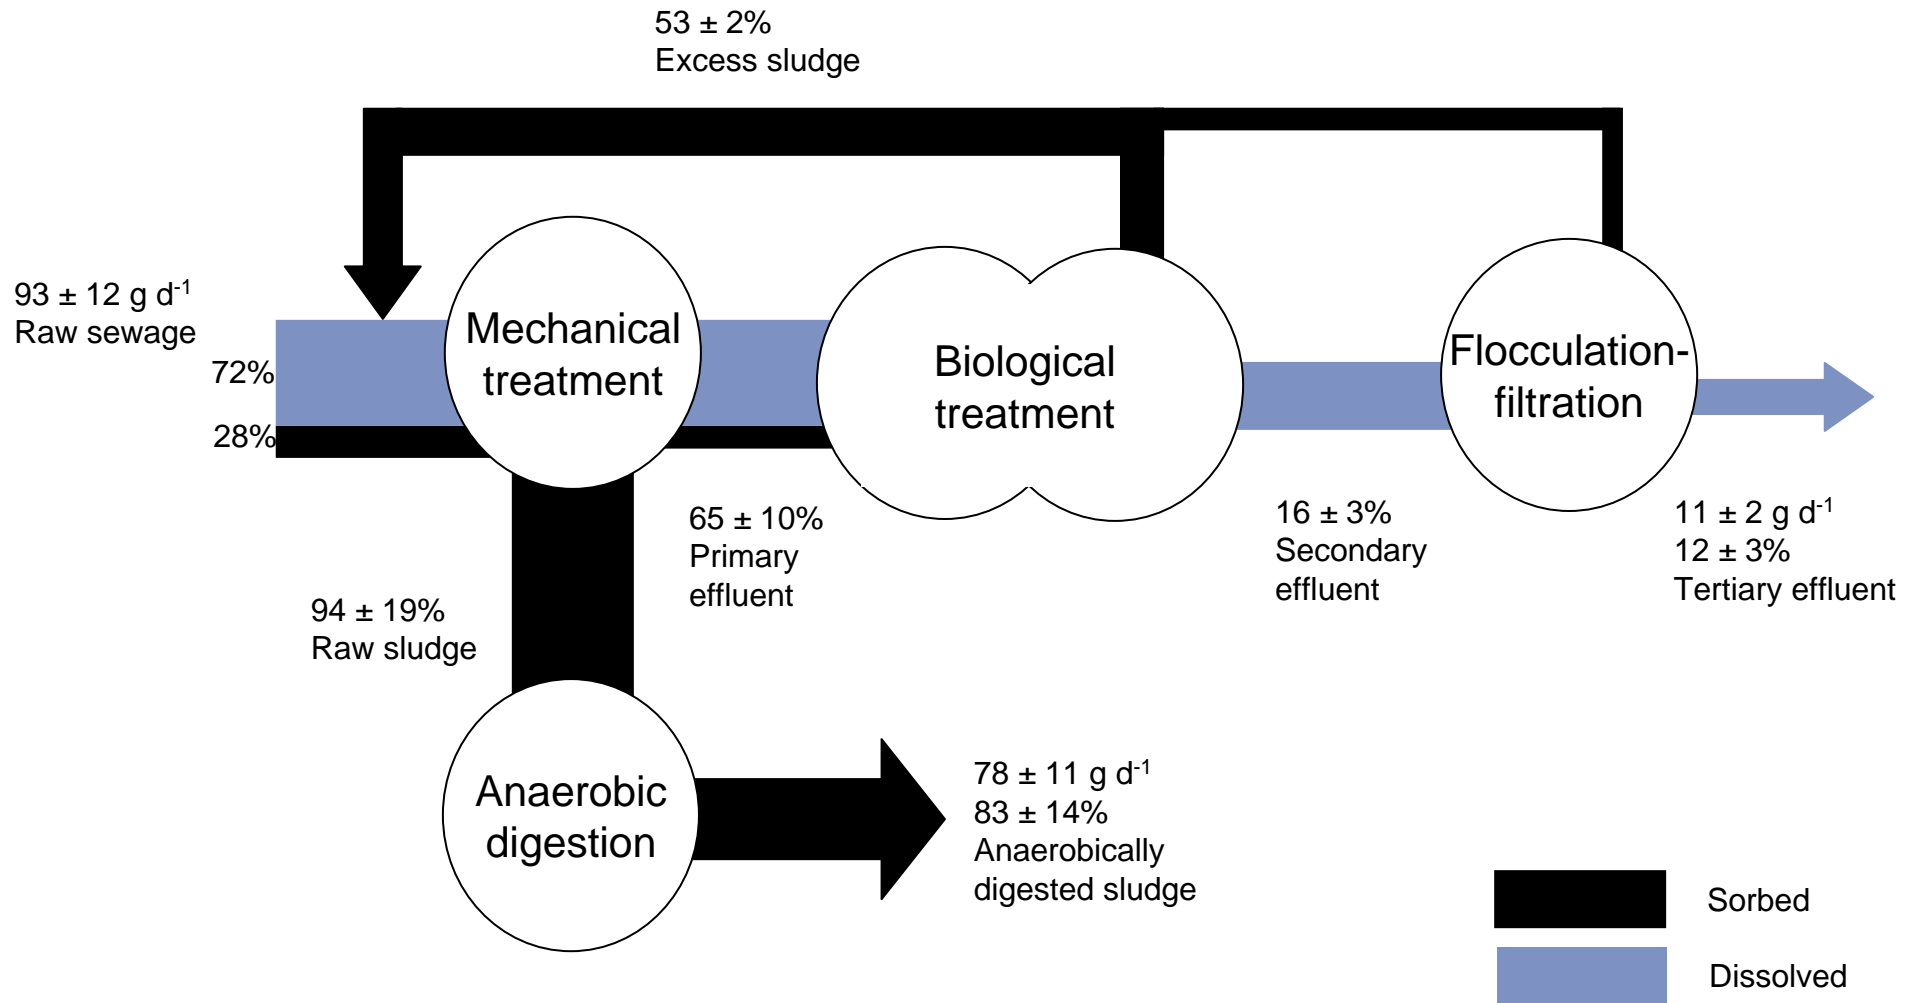 53 ± 2%
Excess sludge
93 ± 12 g d⁻¹
Raw sewage
72%
28%
Mechanical
treatment
Biological
treatment
Flocculation-
filtration
65 ± 10%
Primary
effluent
16 ± 3%
Secondary
effluent
11 ± 2 g d⁻¹
12 ± 3%
Tertiary effluent
94 ± 19%
Raw sludge
Anaerobic
digestion
78 ± 11 g d⁻¹
83 ± 14%
Anaerobically
digested sludge
Sorbed
Dissolved